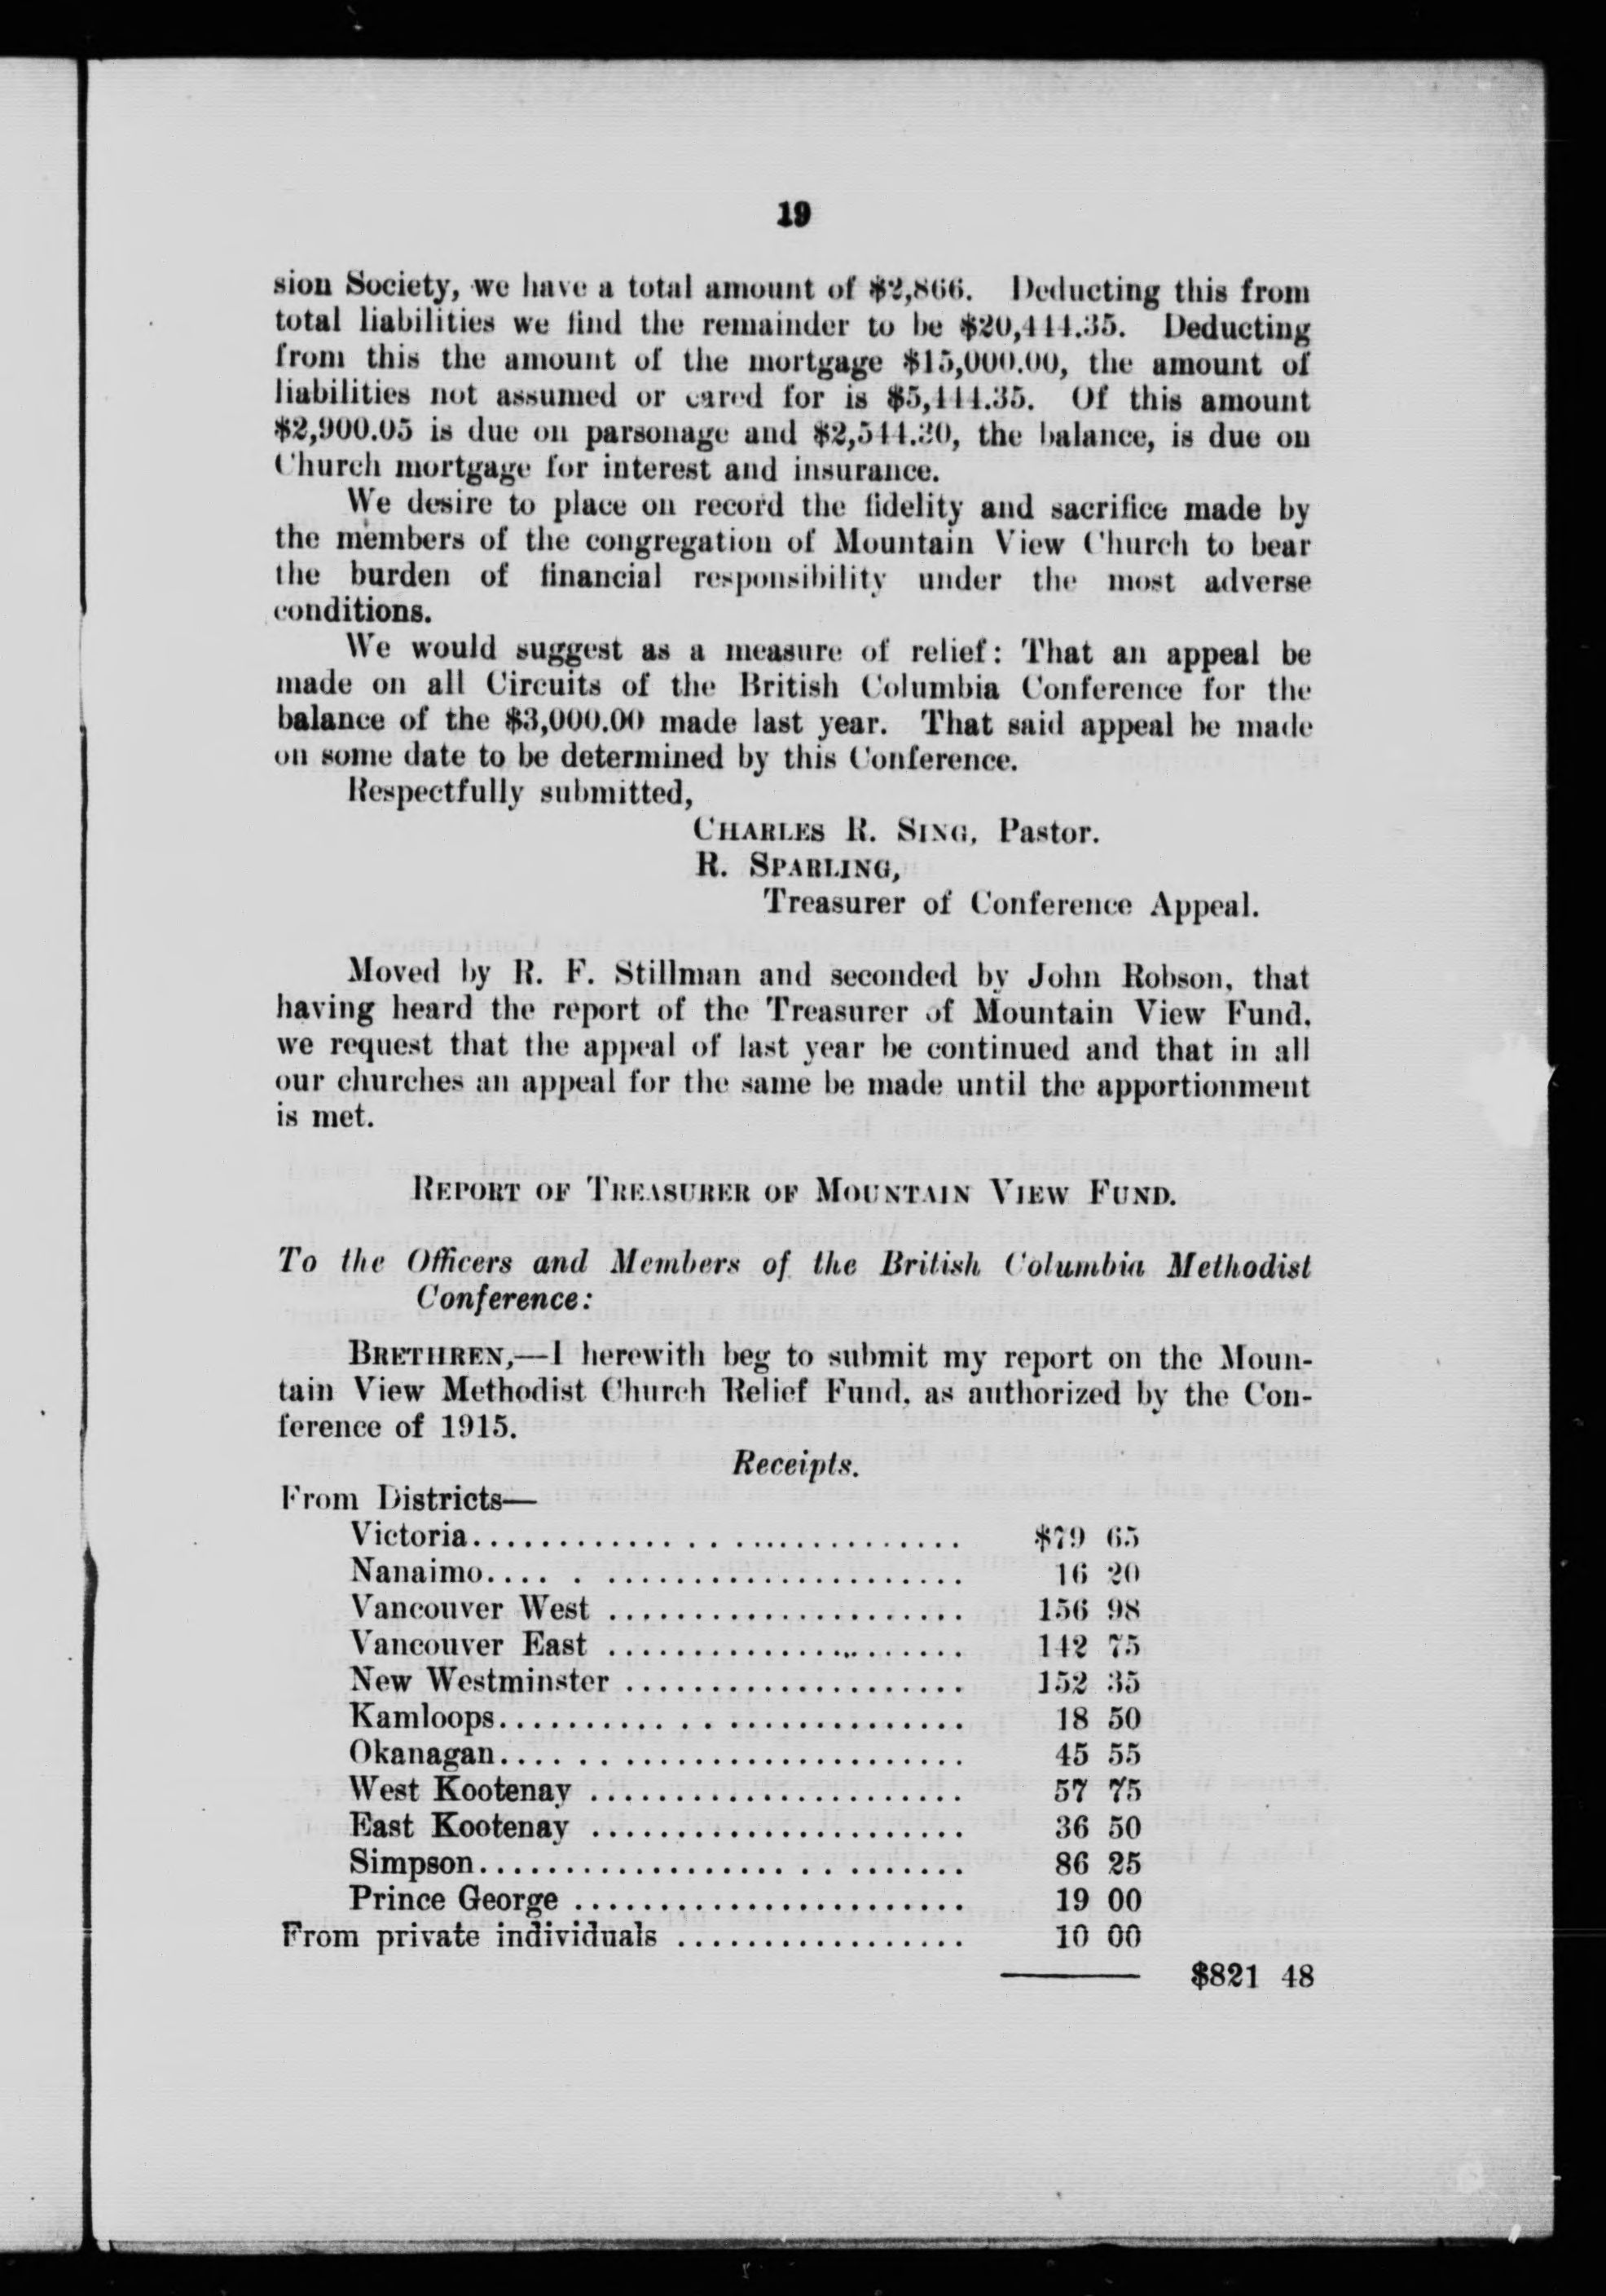 19
sion Society, we have a total amount of $2,866. Deducting this from
total liabilities we find the remainder to be $20,444.35. Deducting
from this the amount of the mortgage $15,000.00, the amount of
liabilities not assumed or cared for is $5,444.35. Of this amount
$2,900.05 is due on parsonage and $2,544.30, the balance, is due on
Church mortgage for interest and insurance.
We desire to place on record the fidelity and sacrifice made by
the members of the congregation of Mountain View Church to bear
the burden of financial responsibility under the most adverse
conditions.
We would suggest as a measure of relief: That an appeal be
made on all Circuits of the British Columbia Conference for the
balance of the $3,000.00 made last year. That said appeal be made
on some date to be determined by this Conference.
Respectfully submitted,
CHARLES R. SING, Pastor.
R. SPARLING,
Treasurer of Conference Appeal.
Moved by R. F. Stillman and seconded by John Robson, that
having heard the report of the Treasurer of Mountain View Fund,
we request that the appeal of last year be continued and that in all
our churches an appeal for the same be made until the apportionment
is met.
REPORT OF TREASURER OF MOUNTAIN VIEW FUND.
To the Officers and Members of the British Columbia Methodist
Conference:
BRETHREN,—I herewith beg to submit my report on the Moun-
tain View Methodist Church Relief Fund, as authorized by the Con-
ference of 1915.
Receipts.
From Districts—
Victoria.............................. $79 65
Nanaimo.............................. 16 20
Vancouver West ...................... 156 98
Vancouver East ...................... 142 75
New Westminster .................... 152 35
Kamloops............................ 18 50
Okanagan............................ 45 55
West Kootenay ...................... 57 75
East Kootenay ...................... 36 50
Simpson............................. 86 25
Prince George ....................... 19 00
From private individuals ................. 10 00
$821 48